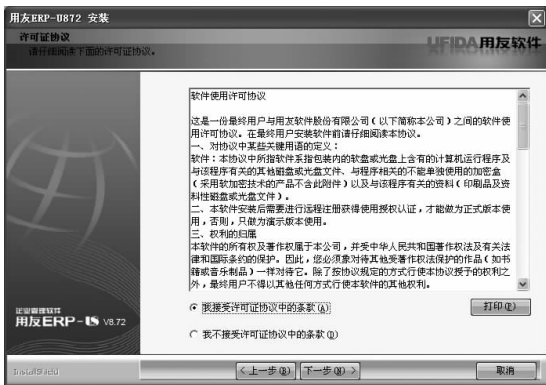 用友ERP-U872 安装
许可证协议
请仔细阅读下面的许可证协议。
UFIDA用友软件
软件使用许可协议
这是一份最终用户与用友软件股份有限公司（以下简称本公司）之间的软件使
用许可协议。在最终用户安装软件前请仔细阅读本协议。
一、对协议中某些关键用语的定义：
软件：本协议中所指软件系指包装内的软盘或光盘上含有的计算机运行程序及
与该程序有关的其他磁盘或光盘文件、与程序相关的不能单独使用的加密盒
（采用软加密技术的产品不含此附件）以及与该程序有关的资料（印刷品及资
料性磁盘或光盘文件）。
二、本软件安装后需要进行远程注册获得使用授权认证，才能做为正式版本使
用，否则，只做为演示版本使用。
三、权利的归属
本软件的所有权及著作权属于本公司，并受中华人民共和国著作权法及有关法
律和国际条约的保护。因此，您必须象对待其他受著作权法保护的作品（如书
籍或音乐制品）一样对待它。除了按协议规定的方式行使本协议授予的权利之
外，最终用户不得以其他任何方式行使本软件的其他权利。
我接受许可证协议中的条款(A)
打印(P)
我不接受许可证协议中的条款(D)
企业管理软件
用友ERP-U8 V8.72
InstallShield
<上一步(B)
下一步(N)>
取消